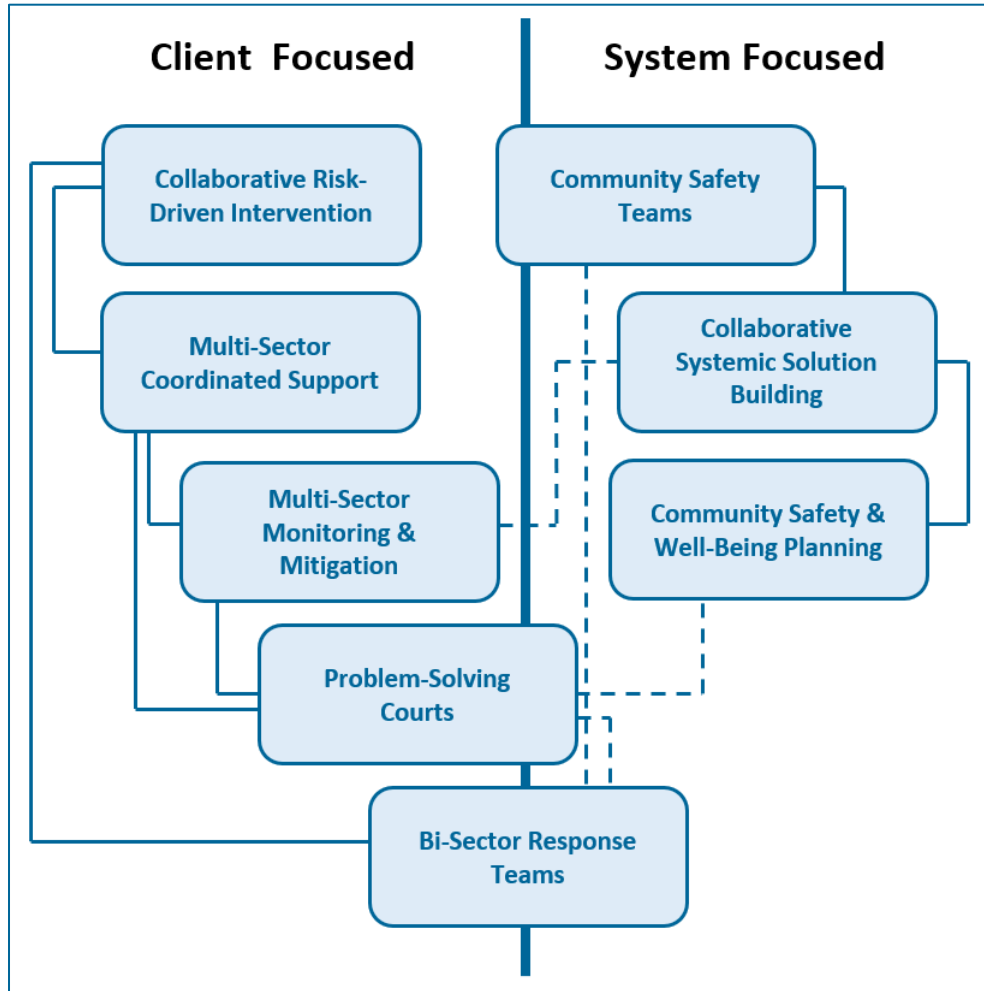 Client  Focused
System Focused
Collaborative Risk-
Driven Intervention
Community Safety
Teams
Multi-Sector
Coordinated Support
Collaborative
Systemic Solution
Building
Multi-Sector
Monitoring &
Mitigation
Community Safety &
Well-Being Planning
Problem-Solving
Courts
Bi-Sector Response
Teams